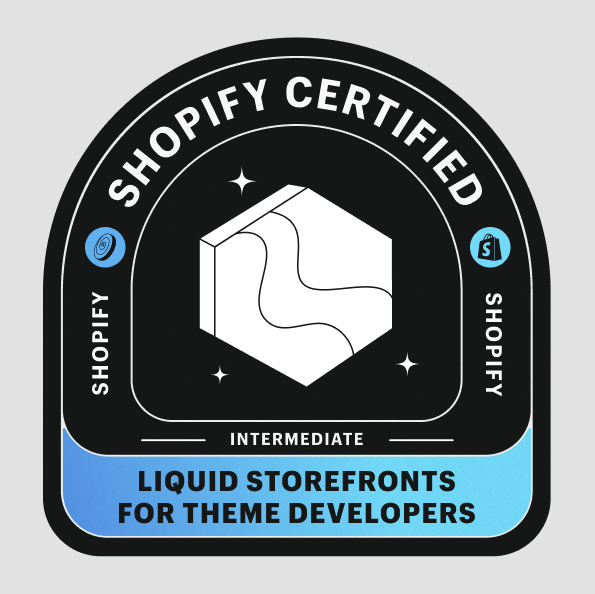 SHOPIFY CERTIFIED
SHOPIFY
S
SHOPIFY
INTERMEDIATE
LIQUID STOREFRONTS
FOR THEME DEVELOPERS